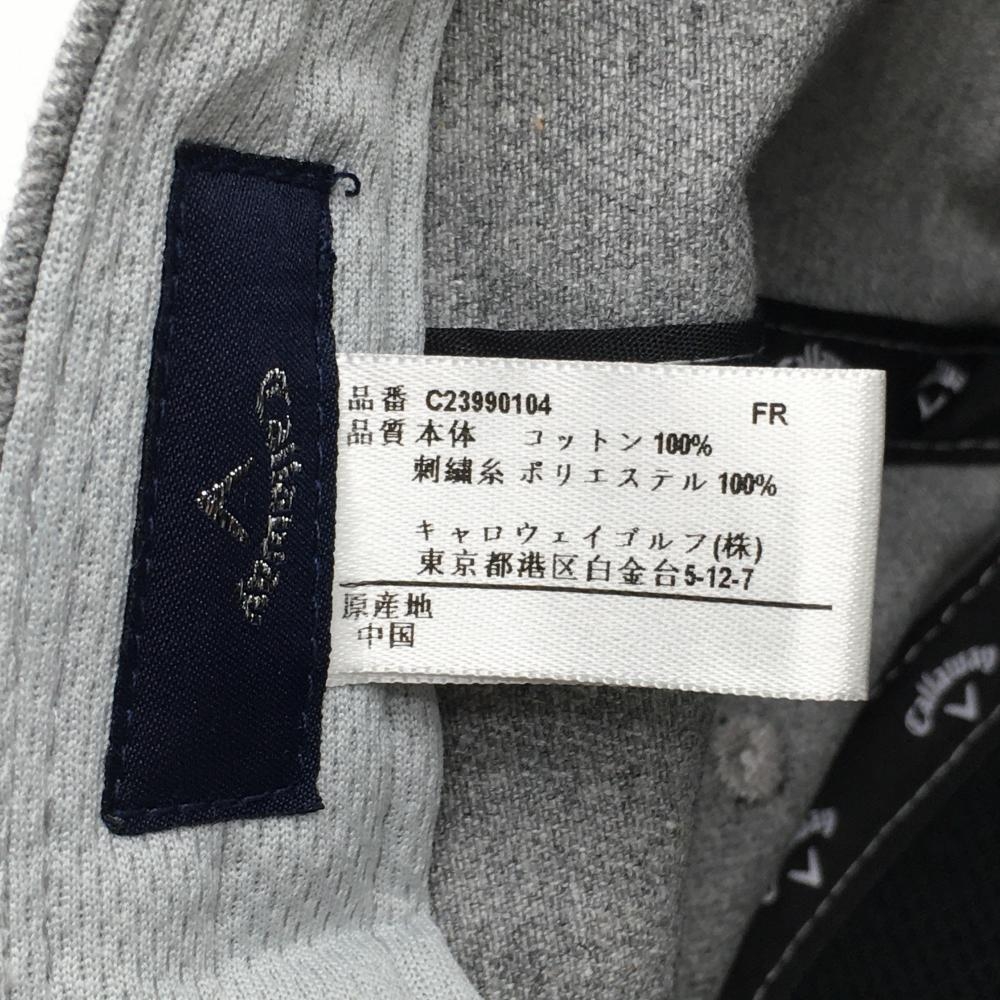 品番 C23990104 FR
品質 本体 コットン 100%
刺繍糸 ポリエステル 100%
キャロウェイゴルフ(株)
東京都港区白金台5-12-7
原産地
中国
Callaway
Callaway
Callaway